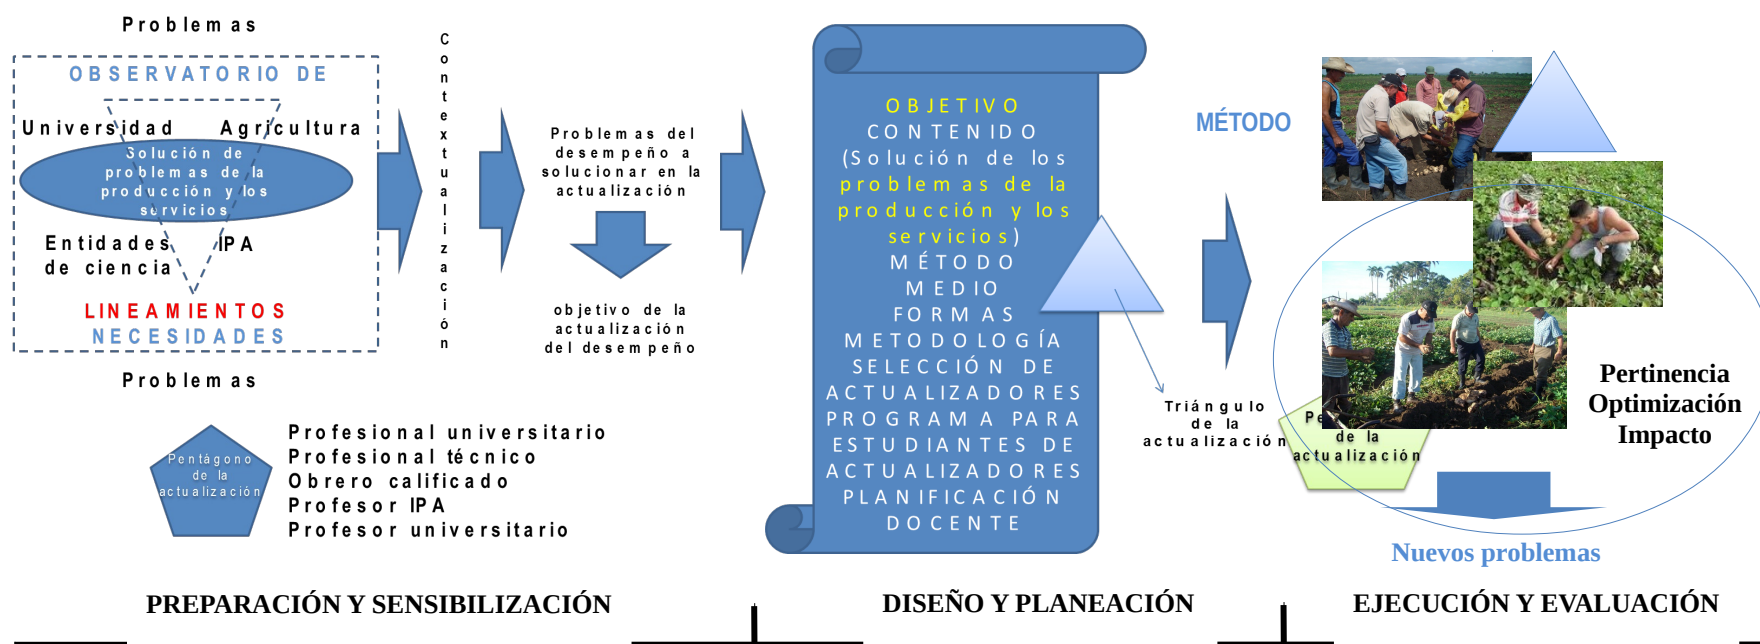 Problemas
OBSERVATORIO DE
Universidad Agricultura
Solución de
problemas de la
producción y los
servicios
Entidades
de ciencia
IPA
LINEAMIENTOS
NECESIDADES
Problemas
Pentágono
de la
actualización
Profesional universitario
Profesional técnico
Obrero calificado
Profesor IPA
Profesor universitario
Contextualización
Problemas del
desempeño a
solucionar en la
actualización
objetivo de la
actualización
del desempeño
OBJETIVO
CONTENIDO
(Solución de los
problemas de la
producción y los
servicios)
MÉTODO
MEDIO
FORMAS
METODOLOGÍA
SELECCIÓN DE
ACTUALIZADORES
PROGRAMA PARA
ESTUDIANTES DE
ACTUALIZADORES
PLANIFICACIÓN
DOCENTE
Triángulo
de la
actualización
MÉTODO
de la
actualización
Pertinencia
Optimización
Impacto
Nuevos problemas
PREPARACIÓN Y SENSIBILIZACIÓN
DISEÑO Y PLANEACIÓN
EJECUCIÓN Y EVALUACIÓN